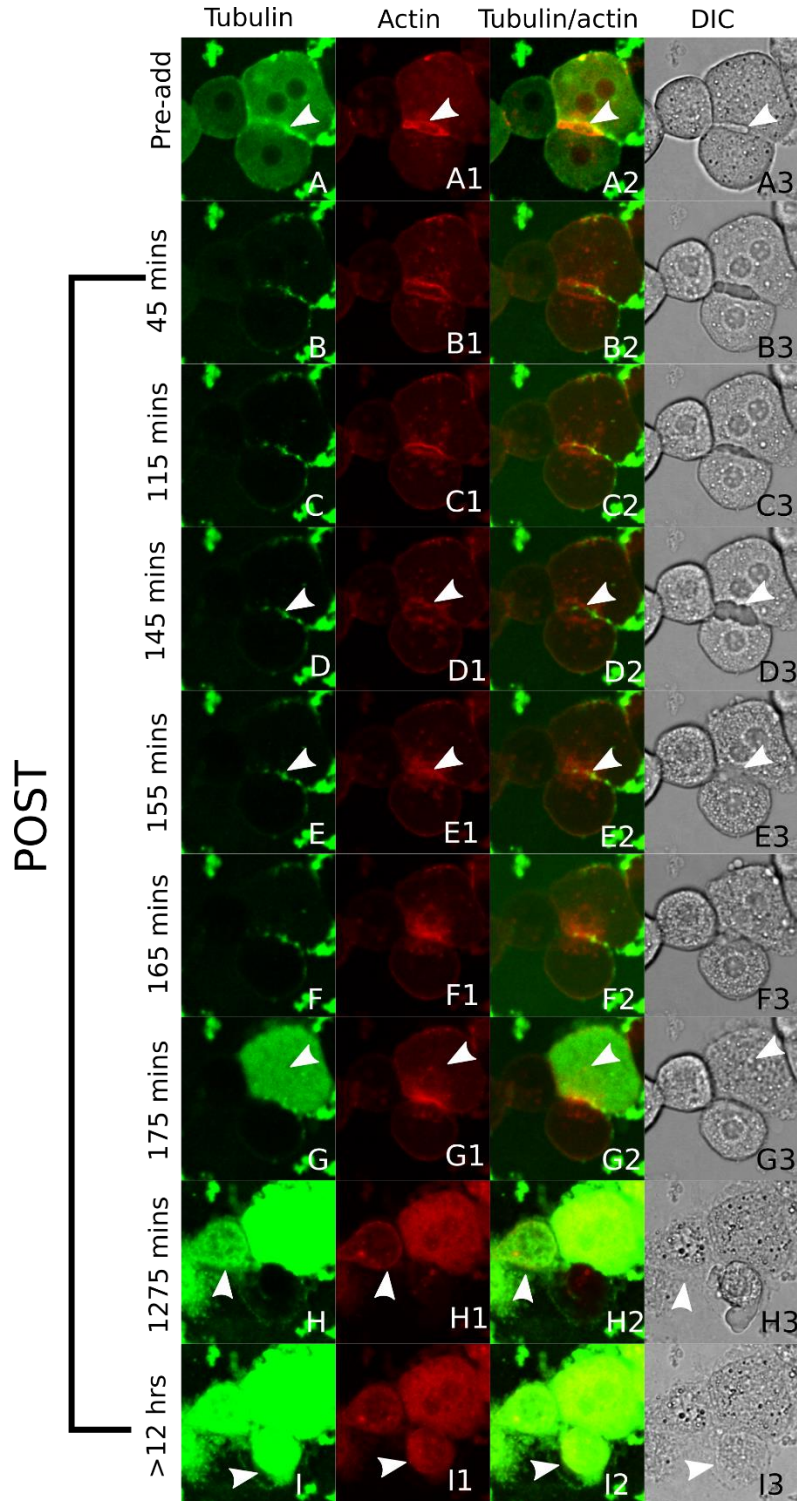 Tubulin Actin Tubulin/actin DIC
Pre-add
A A1 A2 A3
45 mins
B B1 B2 B3
115 mins
C C1 C2 C3
145 mins
D D1 D2 D3
155 mins
E E1 E2 E3
POST
165 mins
F F1 F2 F3
175 mins
G G1 G2 G3
1275 mins
H H1 H2 H3
>12 hrs
I I1 I2 I3